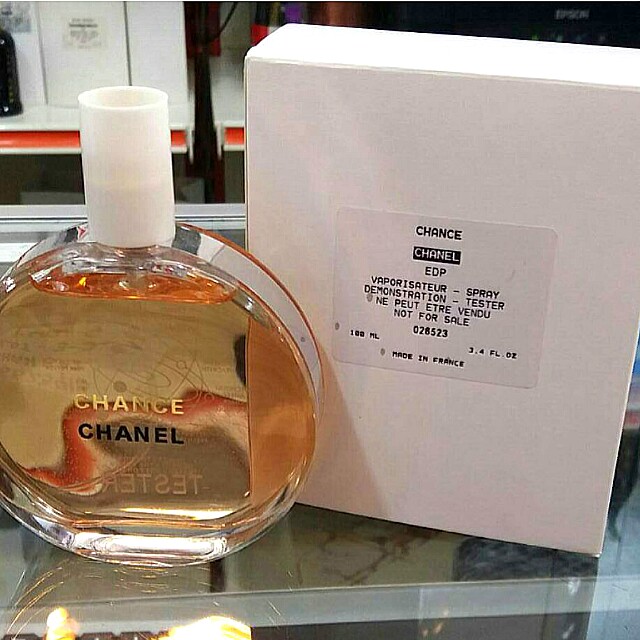 EPSON
CHANCE
CHANEL
EDP
VAPORISATEUR - SPRAY
DEMONSTRATION - TESTER
NE PEUT ETRE VENDU
NOT FOR SALE
028523
100 ML 3.4 FL.OZ
MADE IN FRANCE
CHANCE
CHANEL
TESTER